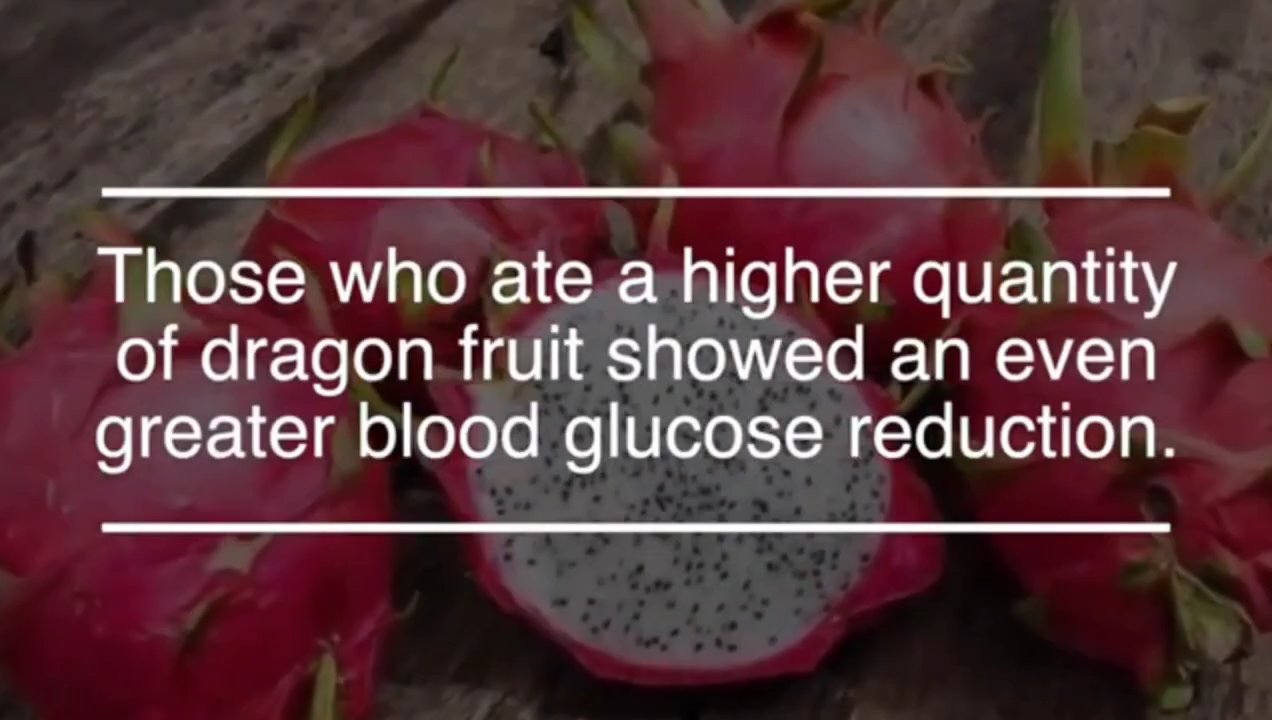 Those who ate a higher quantity
of dragon fruit showed an even
greater blood glucose reduction.